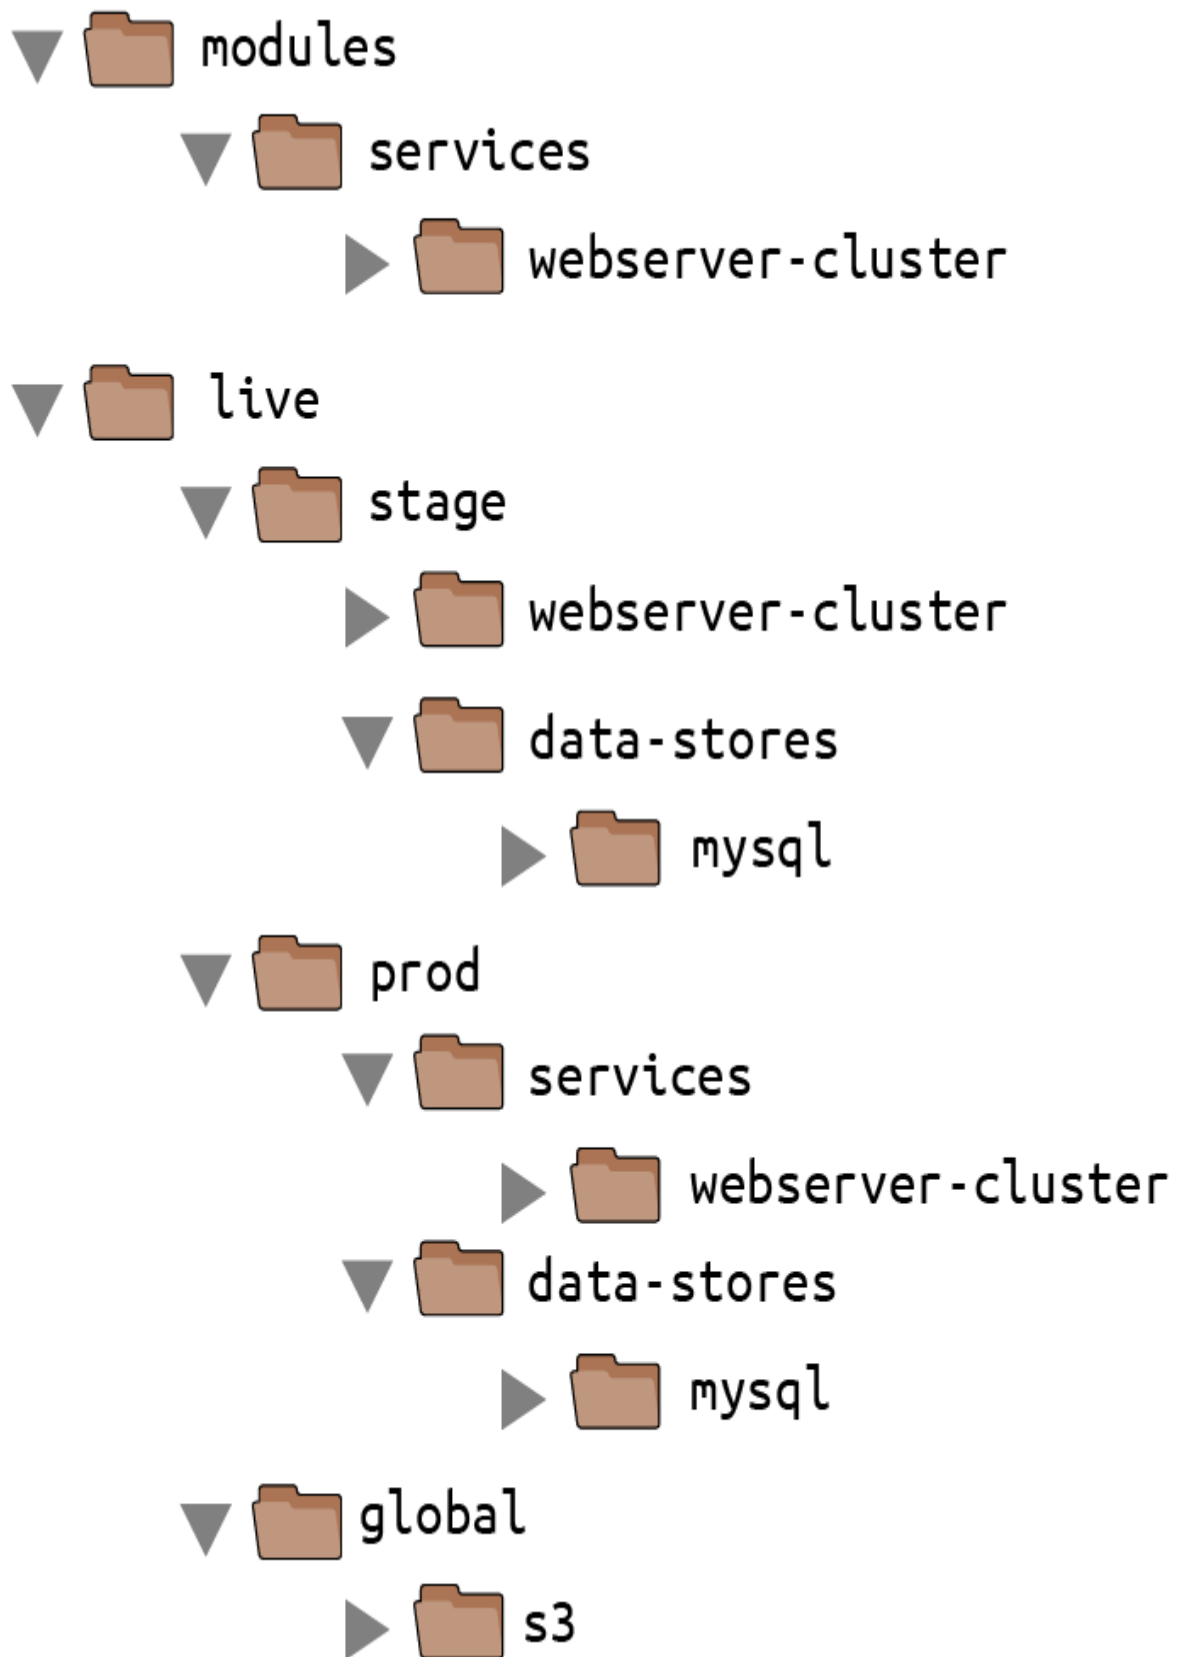 modules
services
webserver-cluster
live
stage
webserver-cluster
data-stores
mysql
prod
services
webserver-cluster
data-stores
mysql
global
s3